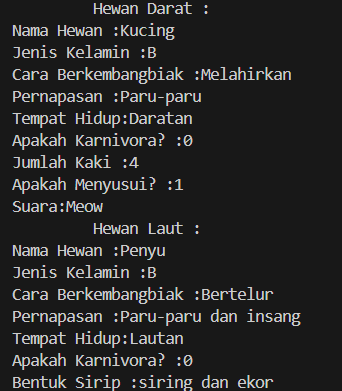 Hewan Darat :
Nama Hewan :Kucing
Jenis Kelamin :B
Cara Berkembangbiak :Melahirkan
Pernapasan :Paru-paru
Tempat Hidup:Daratan
Apakah Karnivora? :0
Jumlah Kaki :4
Apakah Menyusui? :1
Suara:Meow
Hewan Laut :
Nama Hewan :Penyu
Jenis Kelamin :B
Cara Berkembangbiak :Bertelur
Pernapasan :Paru-paru dan insang
Tempat Hidup:Lautan
Apakah Karnivora? :0
Bentuk Sirip :siring dan ekor